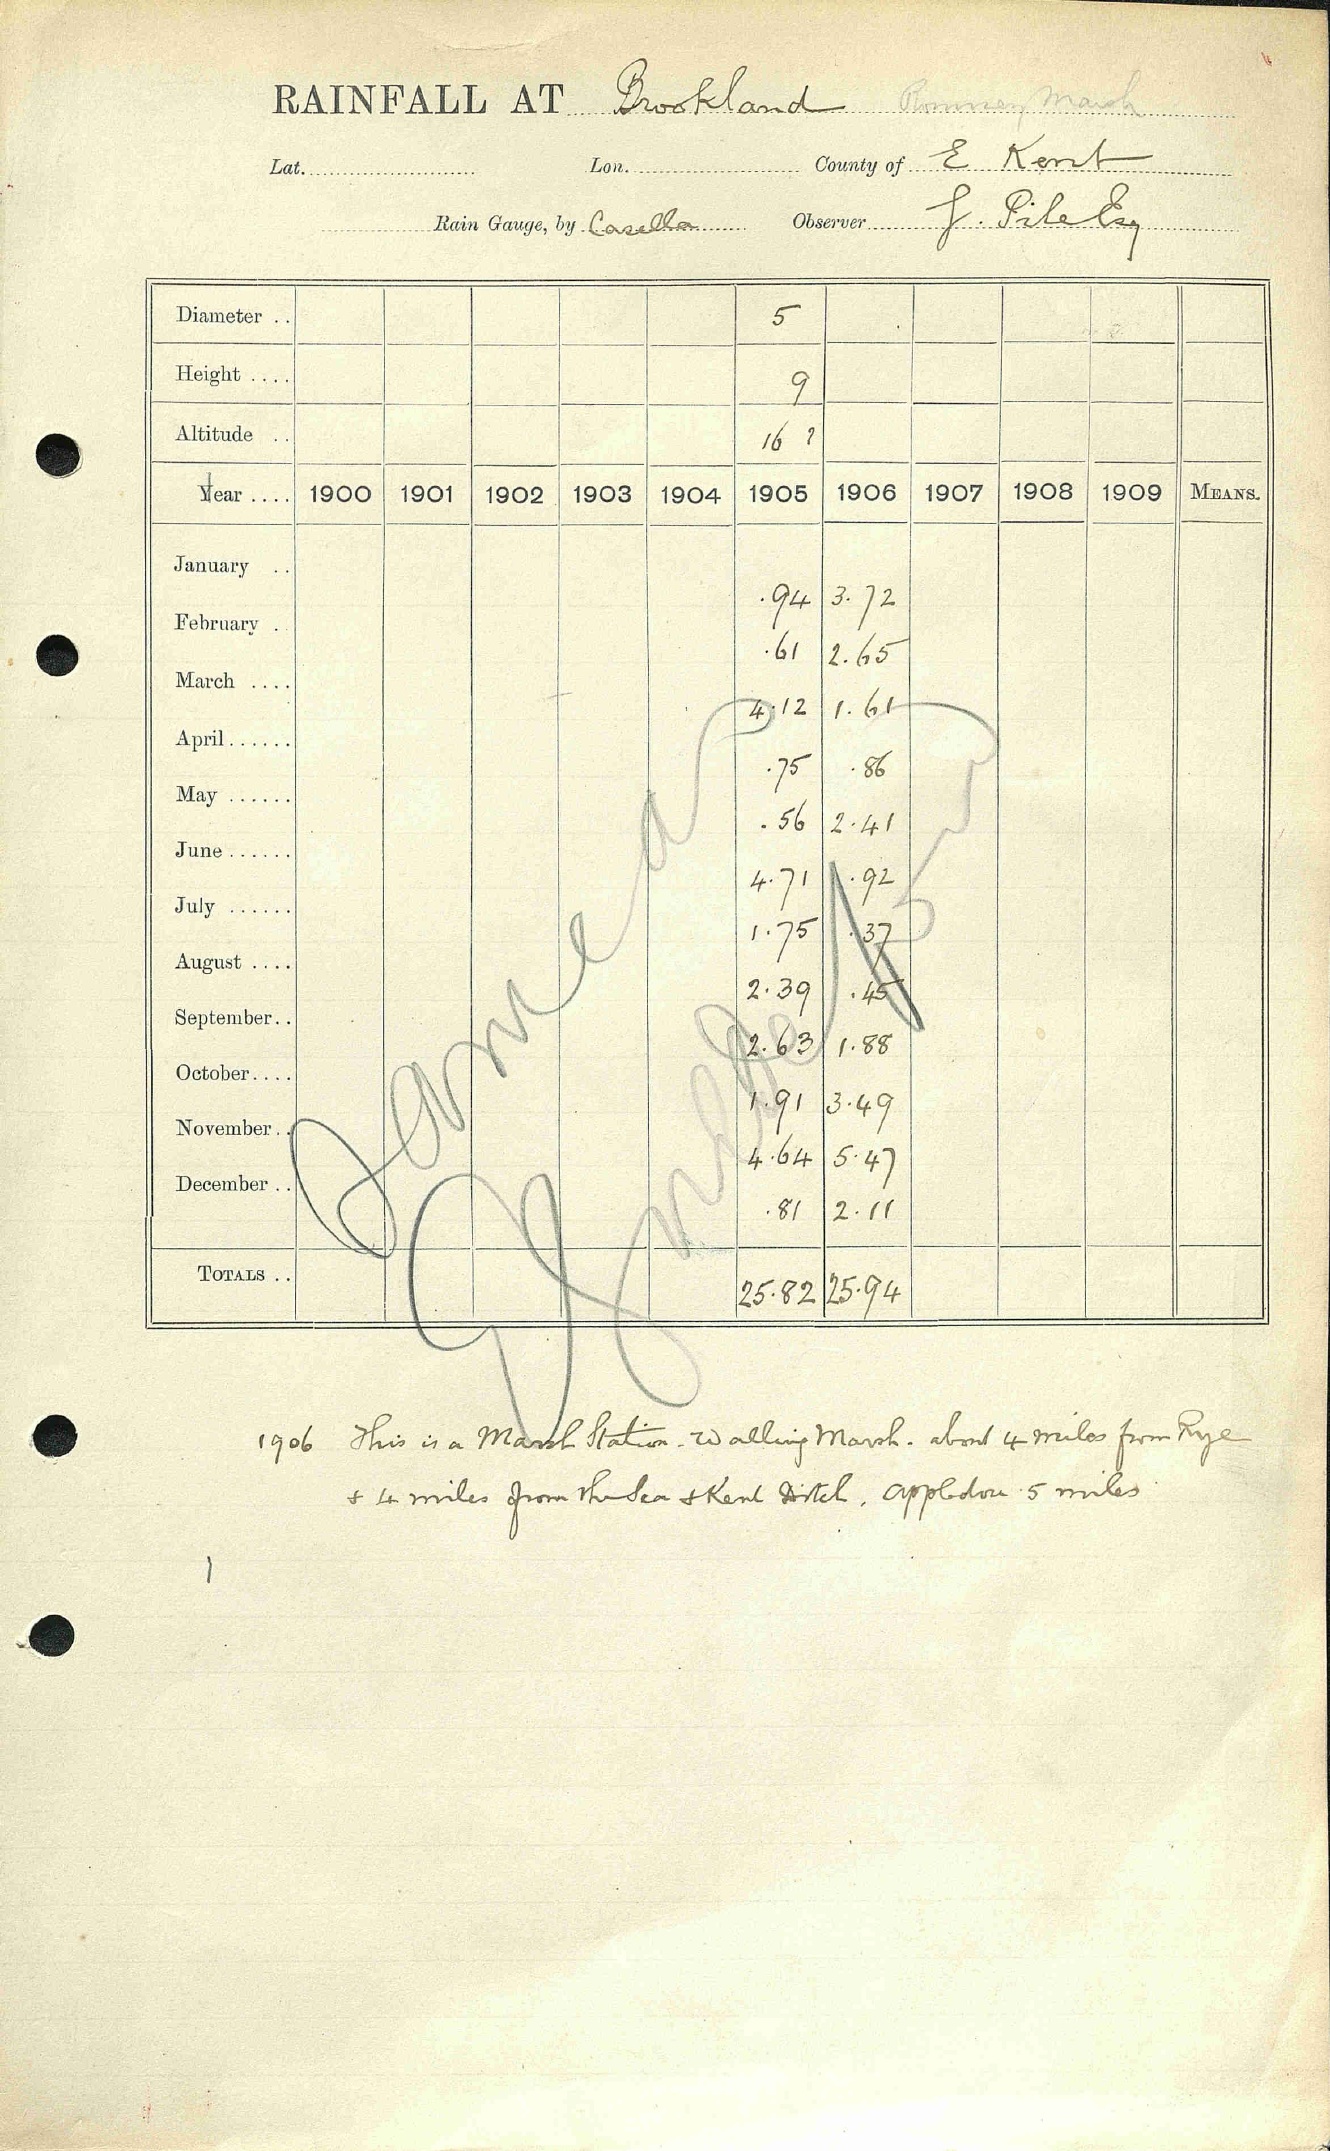 RAINFALL AT Brookland Romney Marsh
Lat. Lon. County of E Kent
Rain Gauge, by Casella Observer J. Pile Esq
Diameter .. 5
Height .... 9
Altitude .. 16 ?
Year .... 1900 1901 1902 1903 1904 1905 1906 1907 1908 1909 MEANS.
January .. .94 3.72
February . .61 2.65
March .... 4.12 1.61
April...... .75 .86
May ...... .56 2.41
June...... 4.71 .92
July ...... 1.75 .37
August .... 2.39 .45
September.. 2.63 1.88
October.... 1.91 3.49
November.. 4.64 5.47
December .. .81 2.11
TOTALS .. 25.82 25.94
1906 This is a Marsh Station. Walling Marsh. about 4 miles from Rye
& 4 miles from the Sea & Kent Ditch, Appledore 5 miles